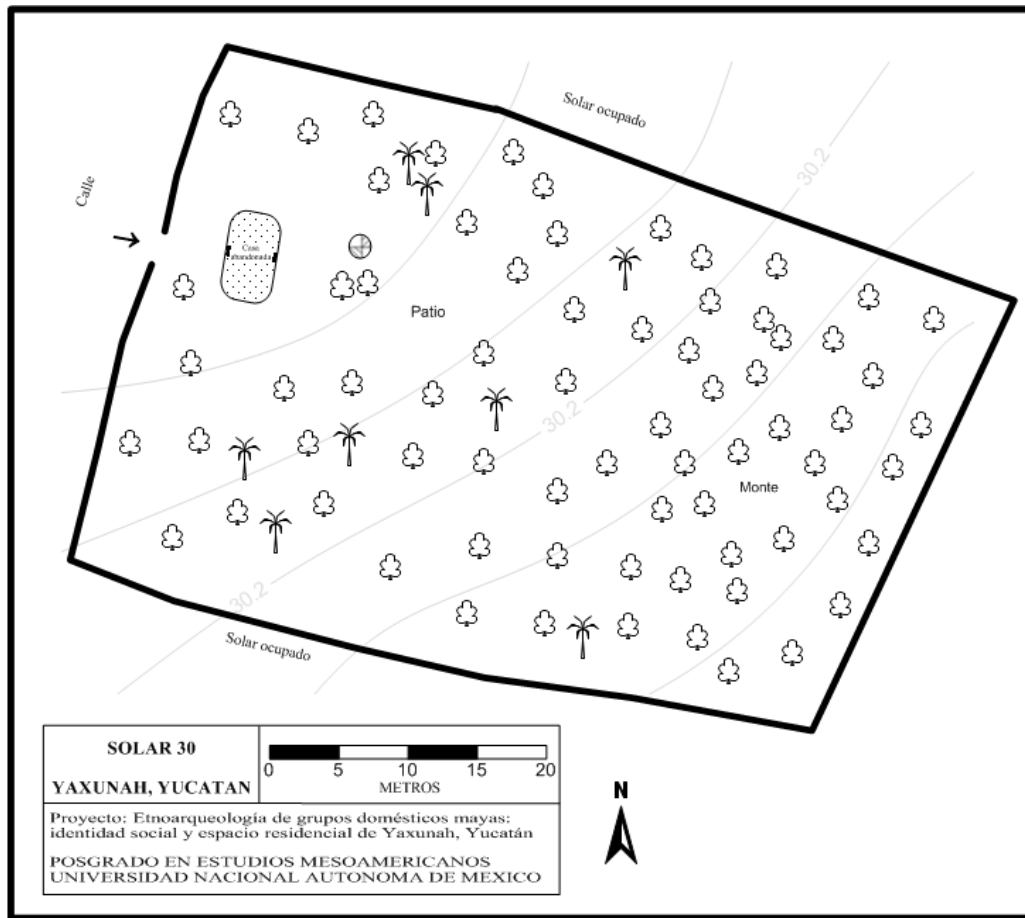 Solar ocupado
Calle
30.2
Casa
abandonada
Patio
30.2
Monte
30.2
Solar ocupado
SOLAR 30
YAXUNAH, YUCATAN
0 5 10 15 20
METROS
N
Proyecto: Etnoarqueología de grupos domésticos mayas:
identidad social y espacio residencial de Yaxunah, Yucatán
POSGRADO EN ESTUDIOS MESOAMERICANOS
UNIVERSIDAD NACIONAL AUTONOMA DE MEXICO